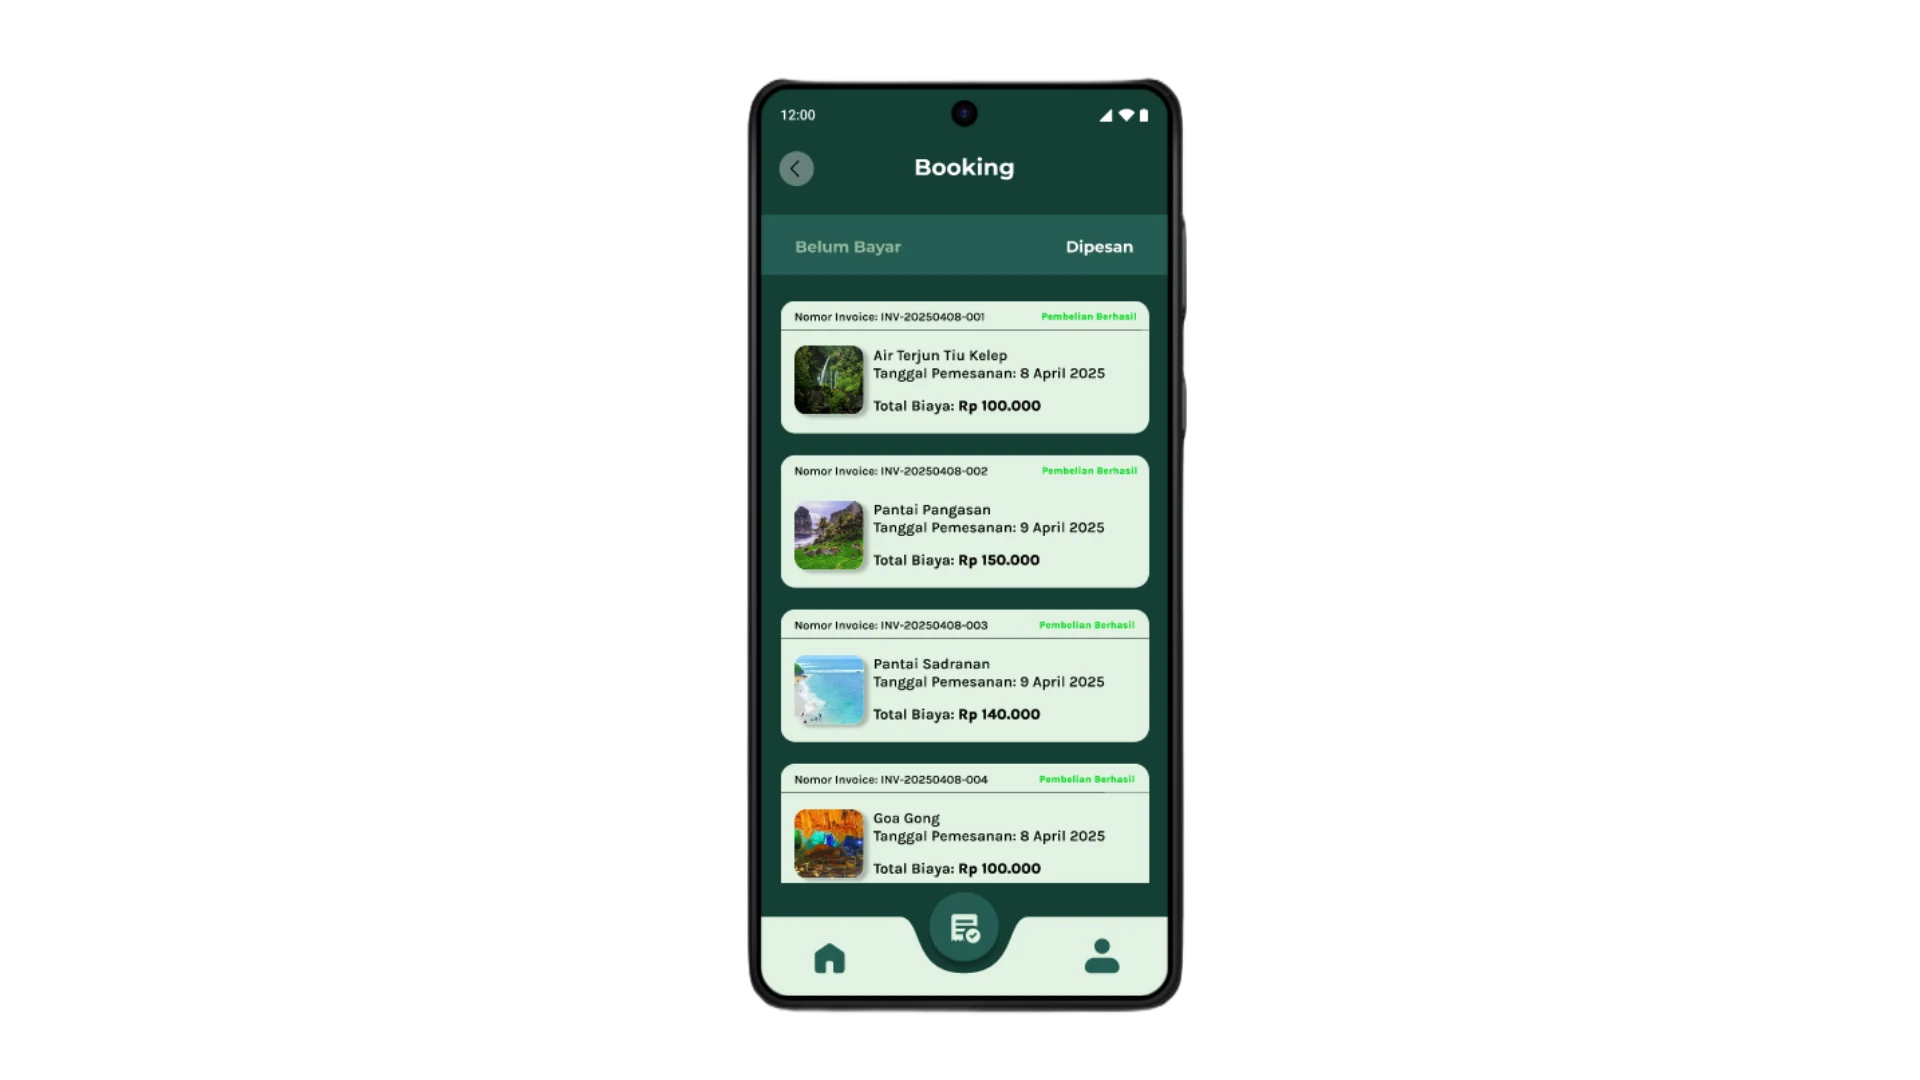 12:00
Booking
Belum Bayar Dipesan
Nomor Invoice: INV-20250408-001 Pembelian Berhasil
Air Terjun Tiu Kelep
Tanggal Pemesanan: 8 April 2025
Total Biaya: Rp 100.000
Nomor Invoice: INV-20250408-002 Pembelian Berhasil
Pantai Pangasan
Tanggal Pemesanan: 9 April 2025
Total Biaya: Rp 150.000
Nomor Invoice: INV-20250408-003 Pembelian Berhasil
Pantai Sadranan
Tanggal Pemesanan: 9 April 2025
Total Biaya: Rp 140.000
Nomor Invoice: INV-20250408-004 Pembelian Berhasil
Goa Gong
Tanggal Pemesanan: 8 April 2025
Total Biaya: Rp 100.000